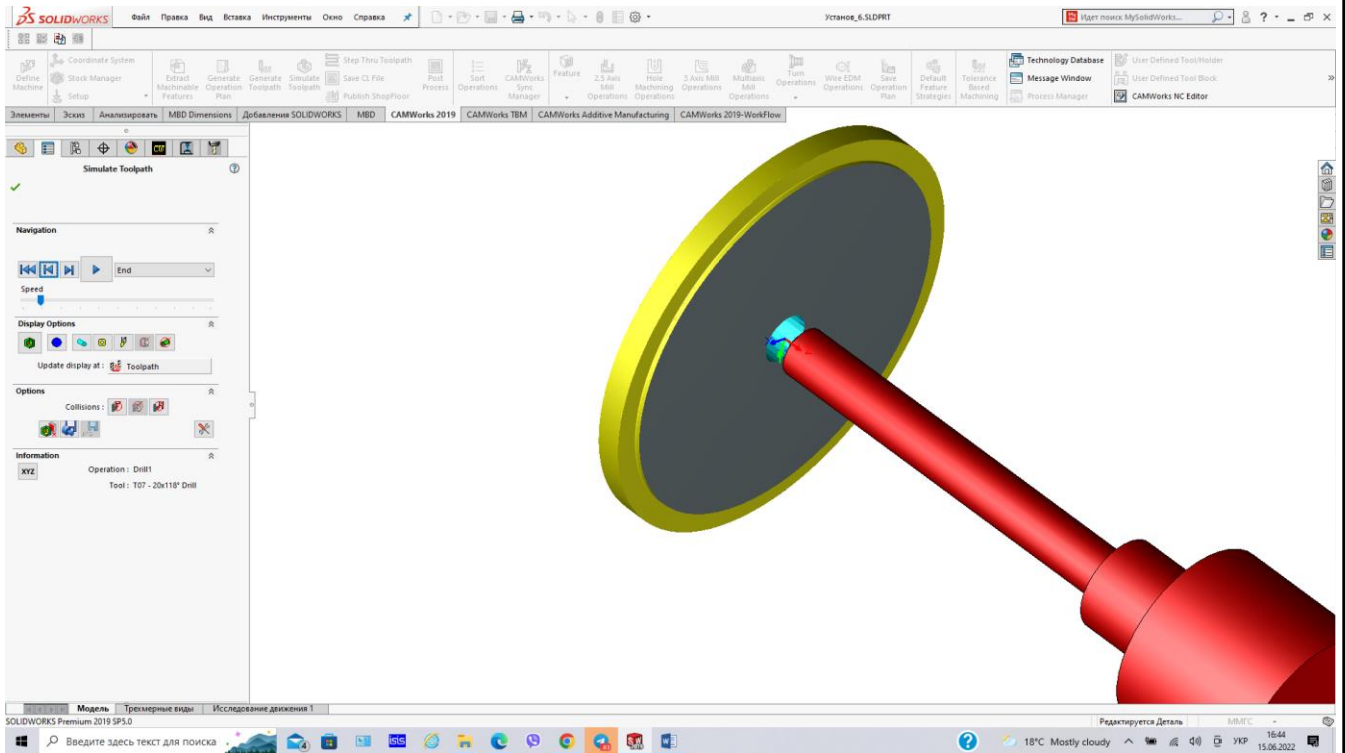 SOLIDWORKS Файл Правка Вид Вставка Инструменты Окно Справка Установ_6.SLDPRT Идет поиск MySolidWorks...
Define Machine Coordinate System Stock Manager Setup Extract Machinable Features Generate Operation Plan Generate Toolpath Simulate Toolpath Step Thru Toolpath Save CL File Publish ShopFloor Post Process Sort Operations CAMWorks Sync Manager Feature 2.5 Axis Mill Operations Hole Machining Operations 3 Axis Mill Operations Multiaxis Mill Operations Turn Operations Wire EDM Operations Save Operation Plan Default Feature Strategies Tolerance Based Machining Technology Database Message Window Process Manager User Defined Tool/Holder User Defined Tool Block: CAMWorks NC Editor
Элементы Эскиз Анализировать MBD Dimensions Добавления SOLIDWORKS MBD CAMWorks 2019 CAMWorks TBM CAMWorks Additive Manufacturing CAMWorks 2019-WorkFlow
Simulate Toolpath
Navigation
End
Speed
Display Options
Update display at : Toolpath
Options
Collisions :
Information
XYZ Operation : Drill1
Tool : T07 - 20x118° Drill
Модель Трехмерные виды Исследование движения 1
SOLIDWORKS Premium 2019 SP5.0 Редактируется Деталь ММГС -
Введите здесь текст для поиска 18°C Mostly cloudy УКР 16:44
15.06.2022